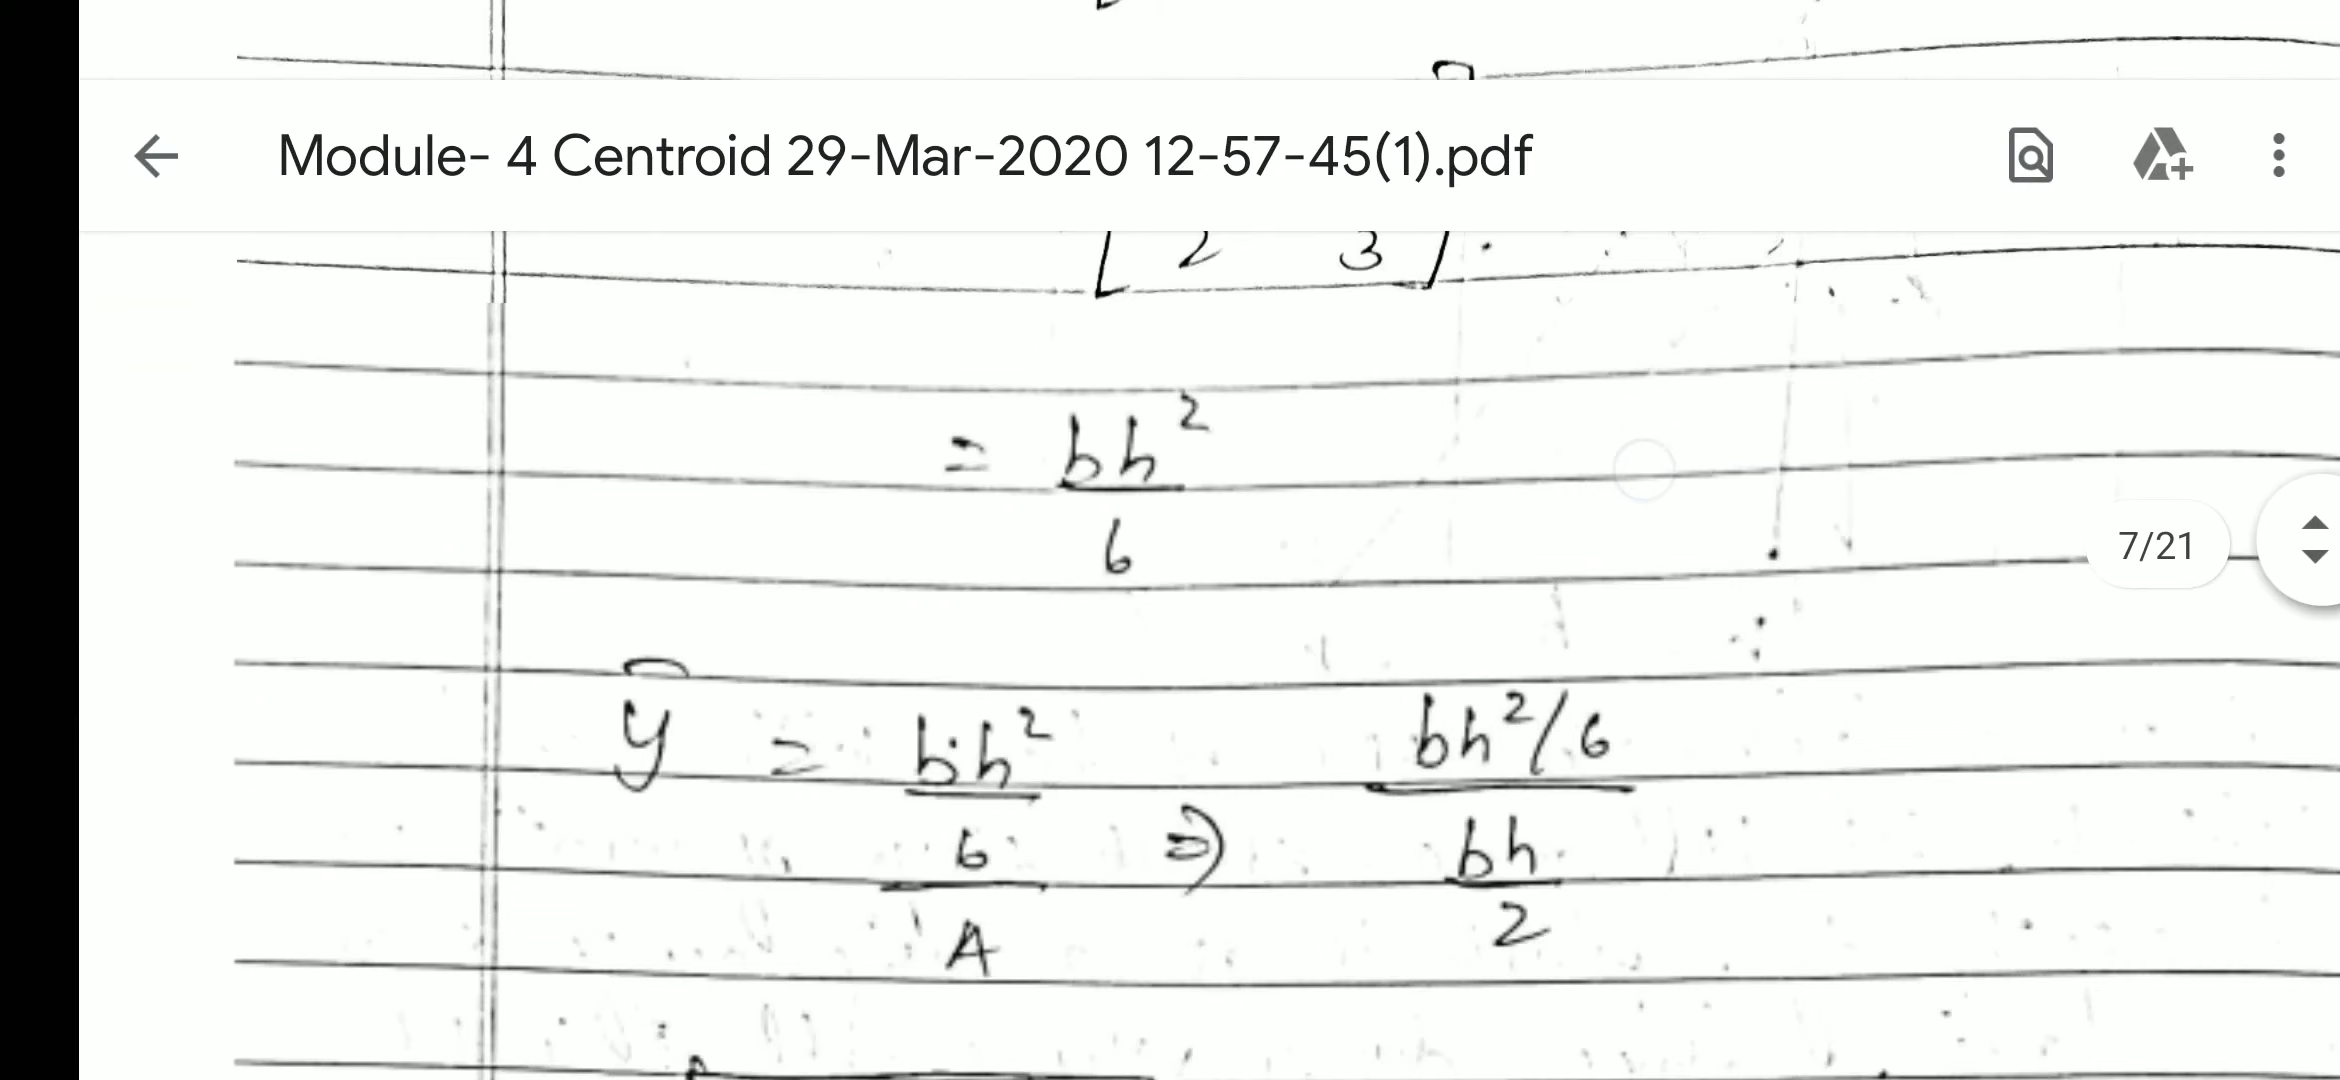 Module- 4 Centroid 29-Mar-2020 12-57-45(1).pdf
[ 2 3 ]
= bh²
6
7/21
ȳ = bh² bh²/6
6 ⇒ bh
A 2